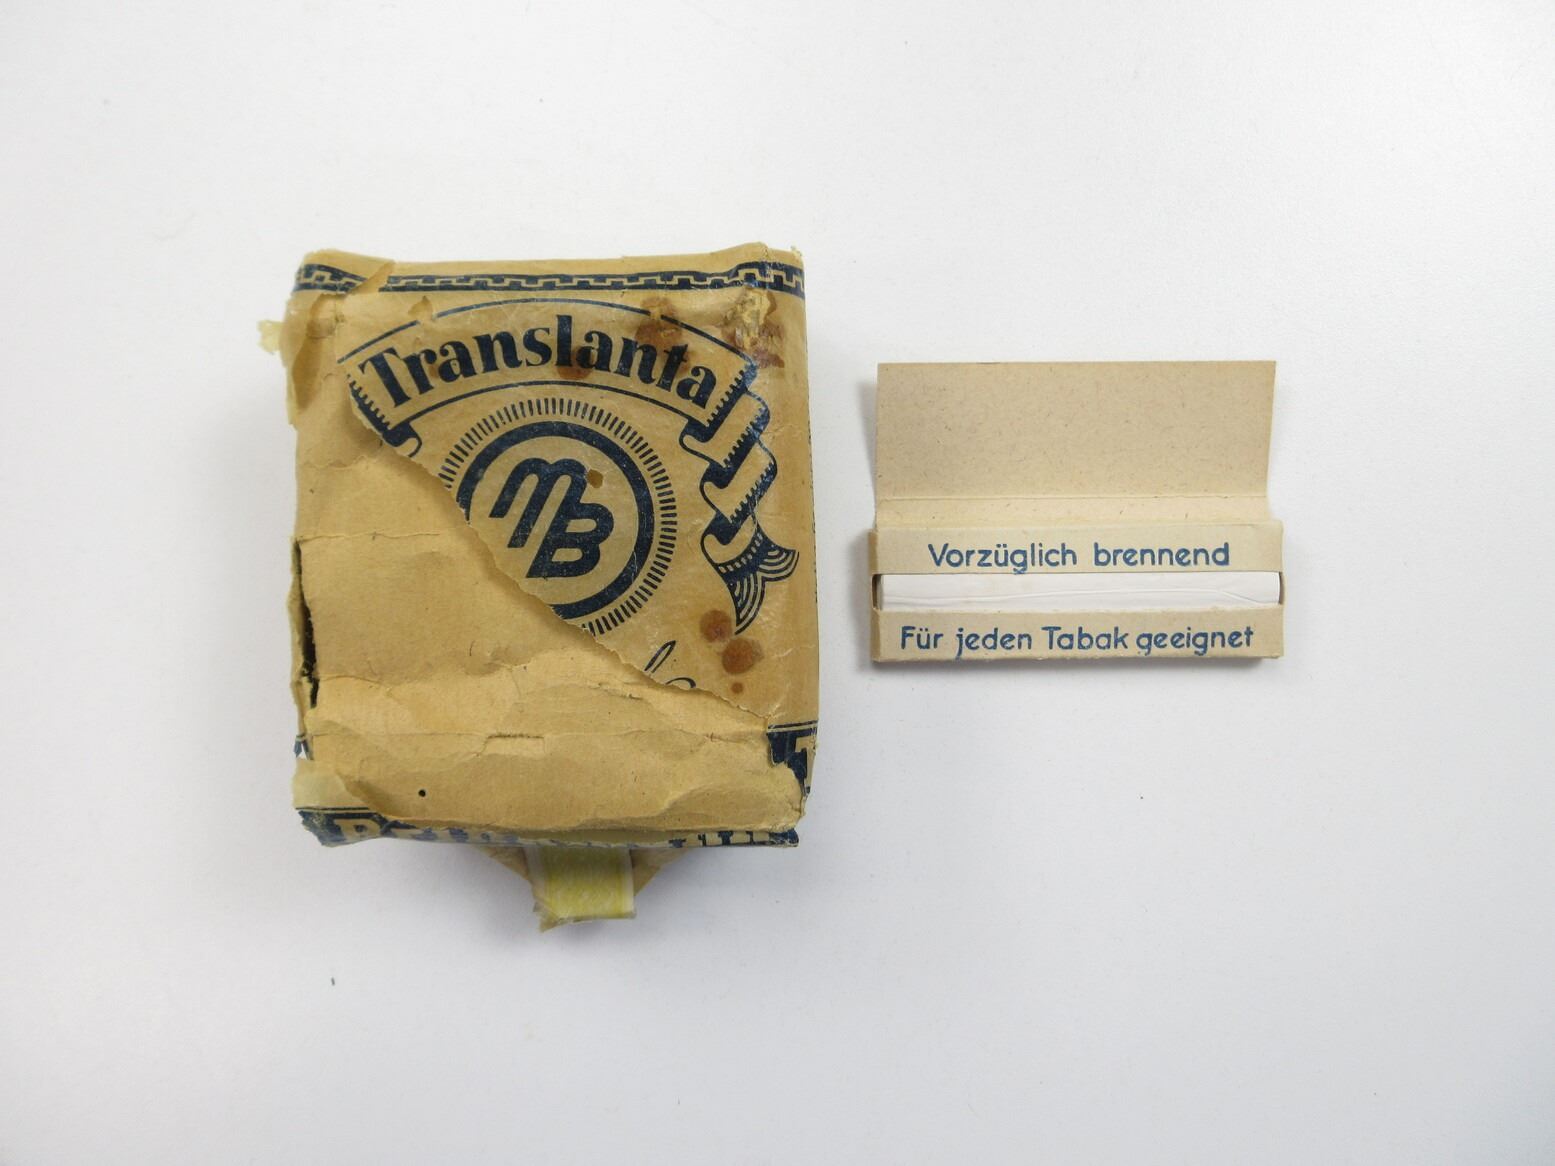 Translanta
MB
Vorzüglich brennend
Für jeden Tabak geeignet